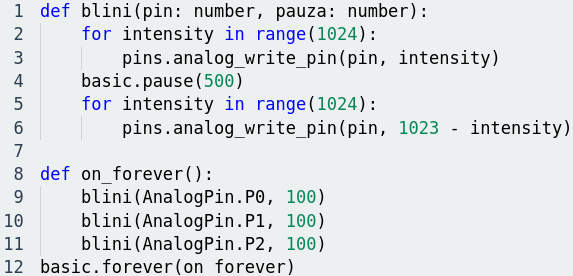 1 def blini(pin: number, pauza: number):
2     for intensity in range(1024):
3         pins.analog_write_pin(pin, intensity)
4     basic.pause(500)
5     for intensity in range(1024):
6         pins.analog_write_pin(pin, 1023 - intensity)
7
8 def on_forever():
9     blini(AnalogPin.P0, 100)
10     blini(AnalogPin.P1, 100)
11     blini(AnalogPin.P2, 100)
12 basic.forever(on_forever)